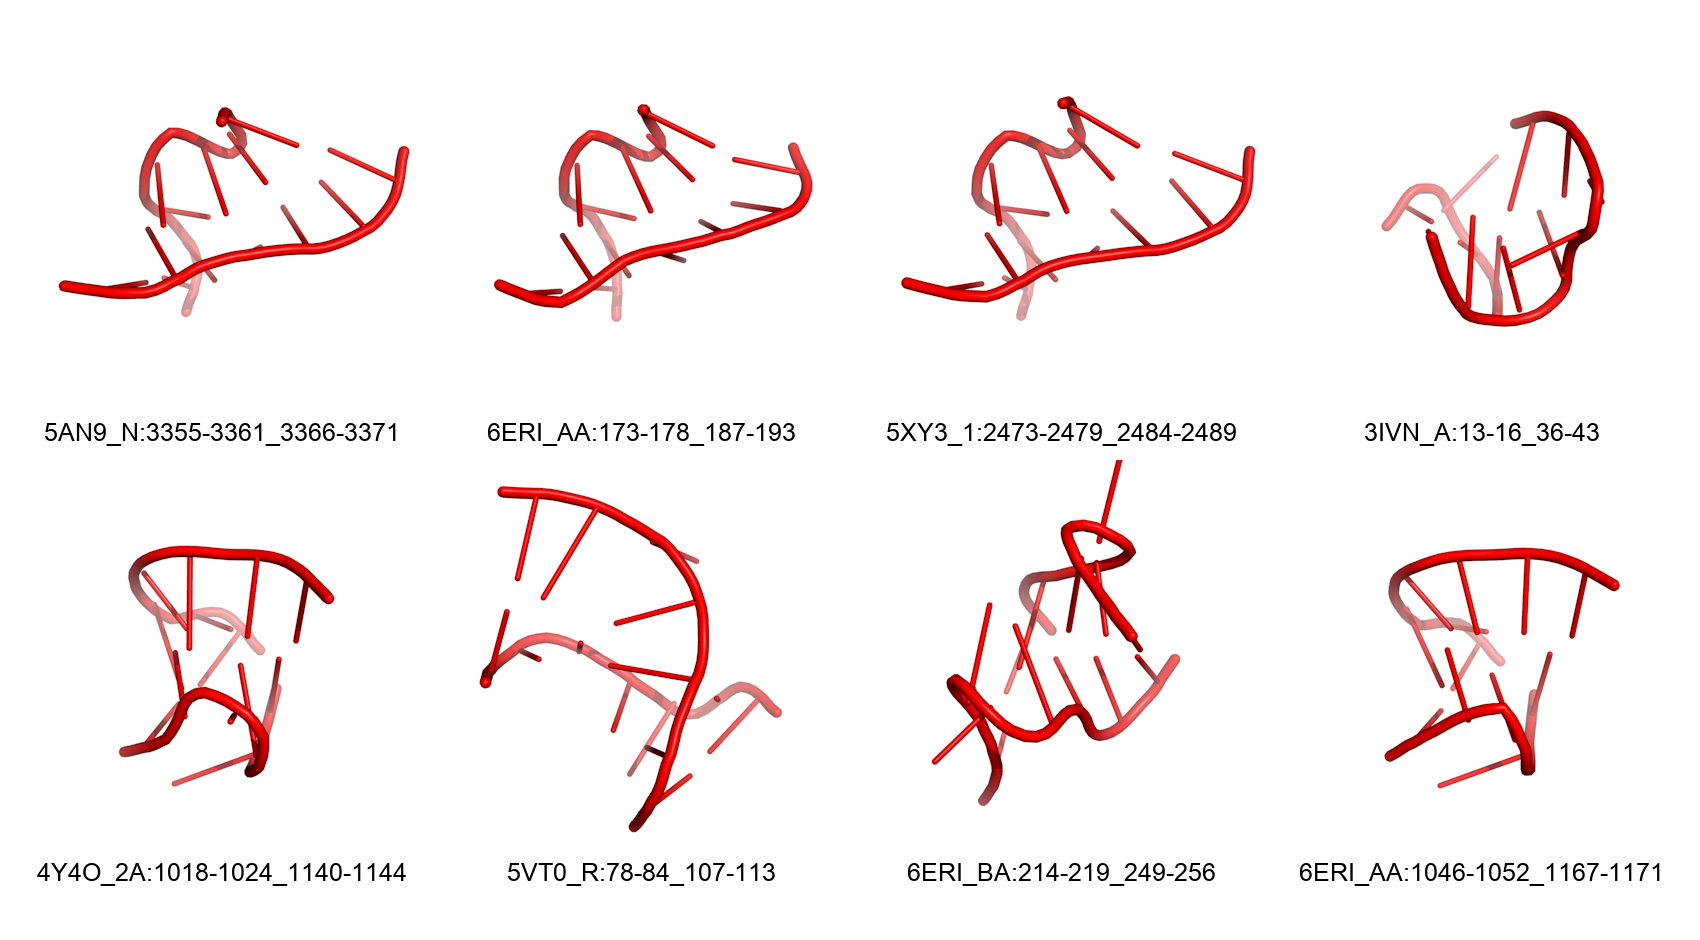 5AN9_N:3355-3361_3366-3371
6ERI_AA:173-178_187-193
5XY3_1:2473-2479_2484-2489
3IVN_A:13-16_36-43
4Y4O_2A:1018-1024_1140-1144
5VT0_R:78-84_107-113
6ERI_BA:214-219_249-256
6ERI_AA:1046-1052_1167-1171